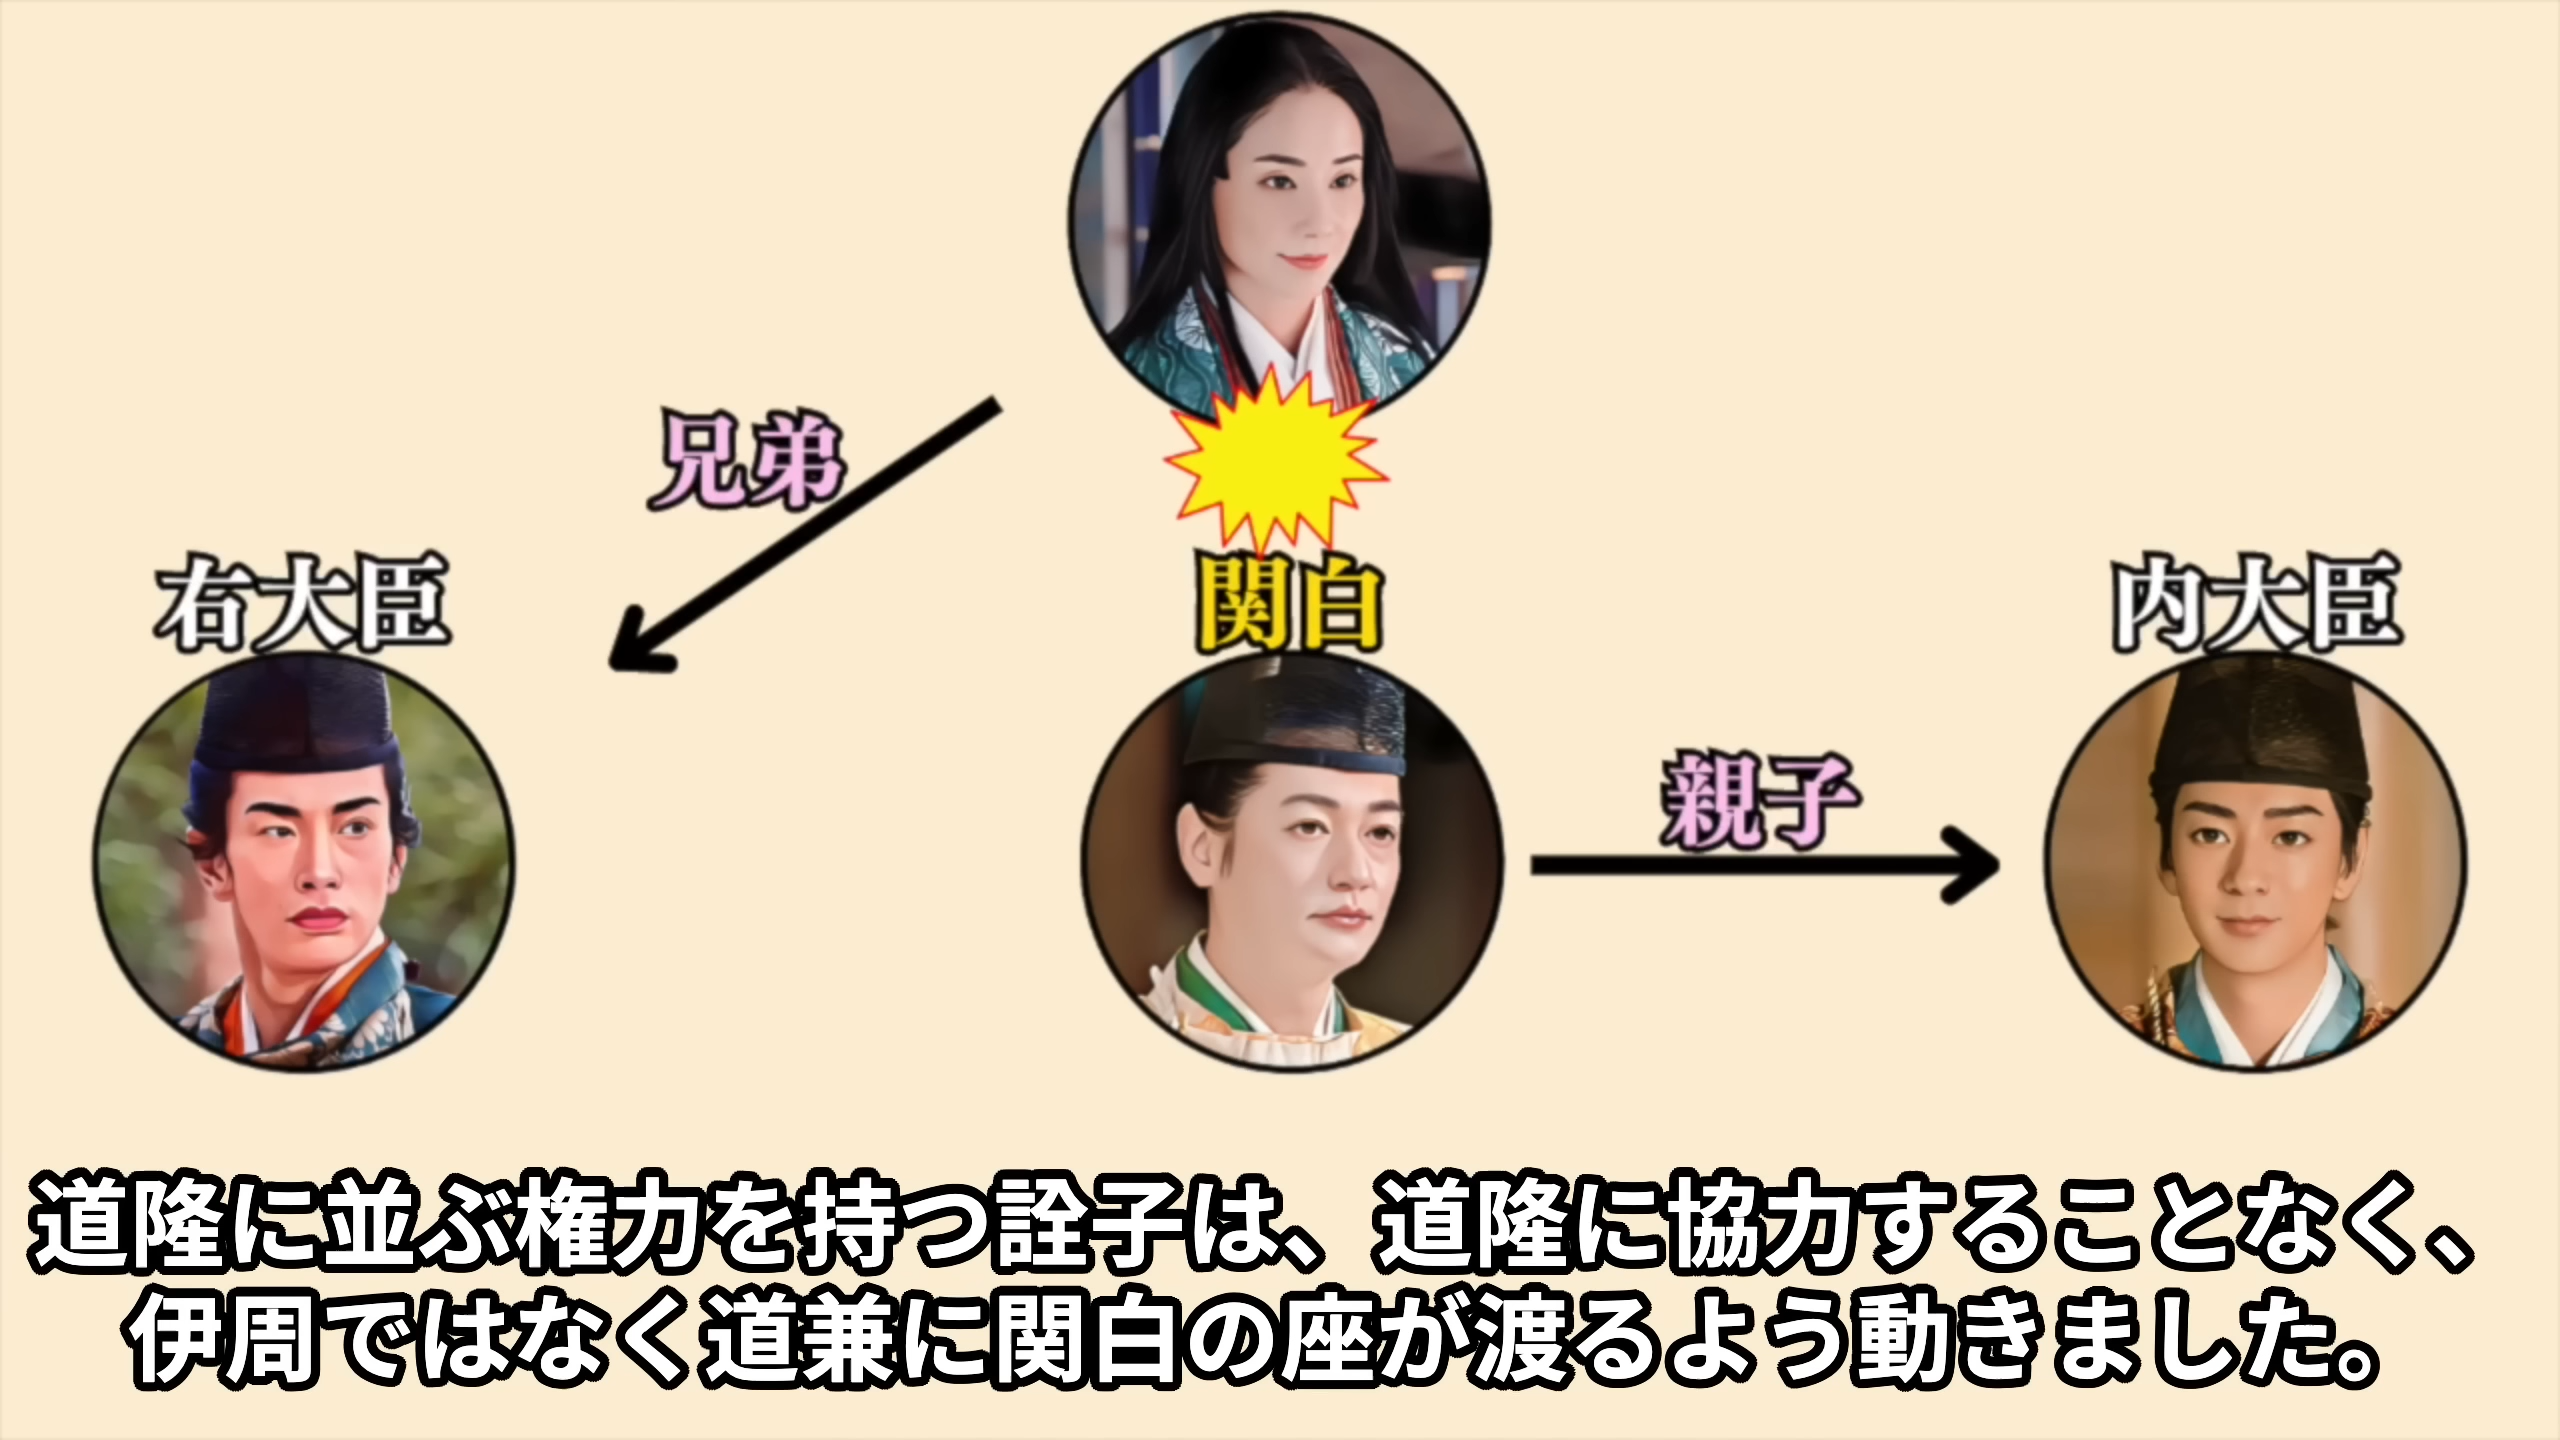 兄弟
右大臣
関白
内大臣
親子
道隆に並ぶ権力を持つ詮子は、道隆に協力することなく、
伊周ではなく道兼に関白の座が渡るよう動きました。